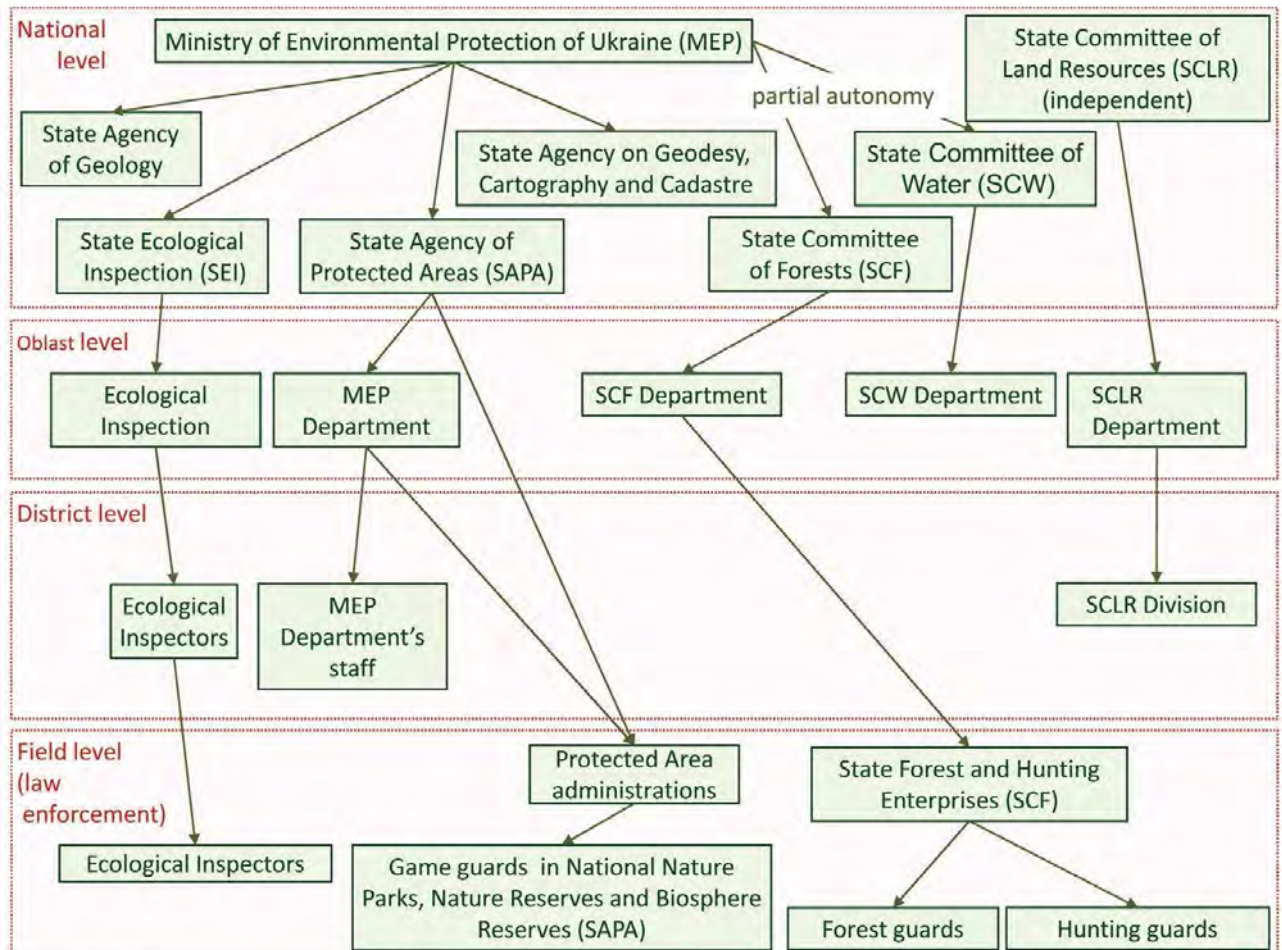 National
level
Ministry of Environmental Protection of Ukraine (MEP)
State Committee of
Land Resources (SCLR)
(independent)
partial autonomy
State Agency
of Geology
State Agency on Geodesy,
Cartography and Cadastre
State Committee of
Water (SCW)
State Ecological
Inspection (SEI)
State Agency of
Protected Areas (SAPA)
State Committee
of Forests (SCF)
Oblast level
Ecological
Inspection
MEP
Department
SCF Department
SCW Department
SCLR
Department
District level
Ecological
Inspectors
MEP
Department’s
staff
SCLR Division
Field level
(law
enforcement)
Protected Area
administrations
State Forest and Hunting
Enterprises (SCF)
Ecological Inspectors
Game guards in National Nature
Parks, Nature Reserves and Biosphere
Reserves (SAPA)
Forest guards
Hunting guards